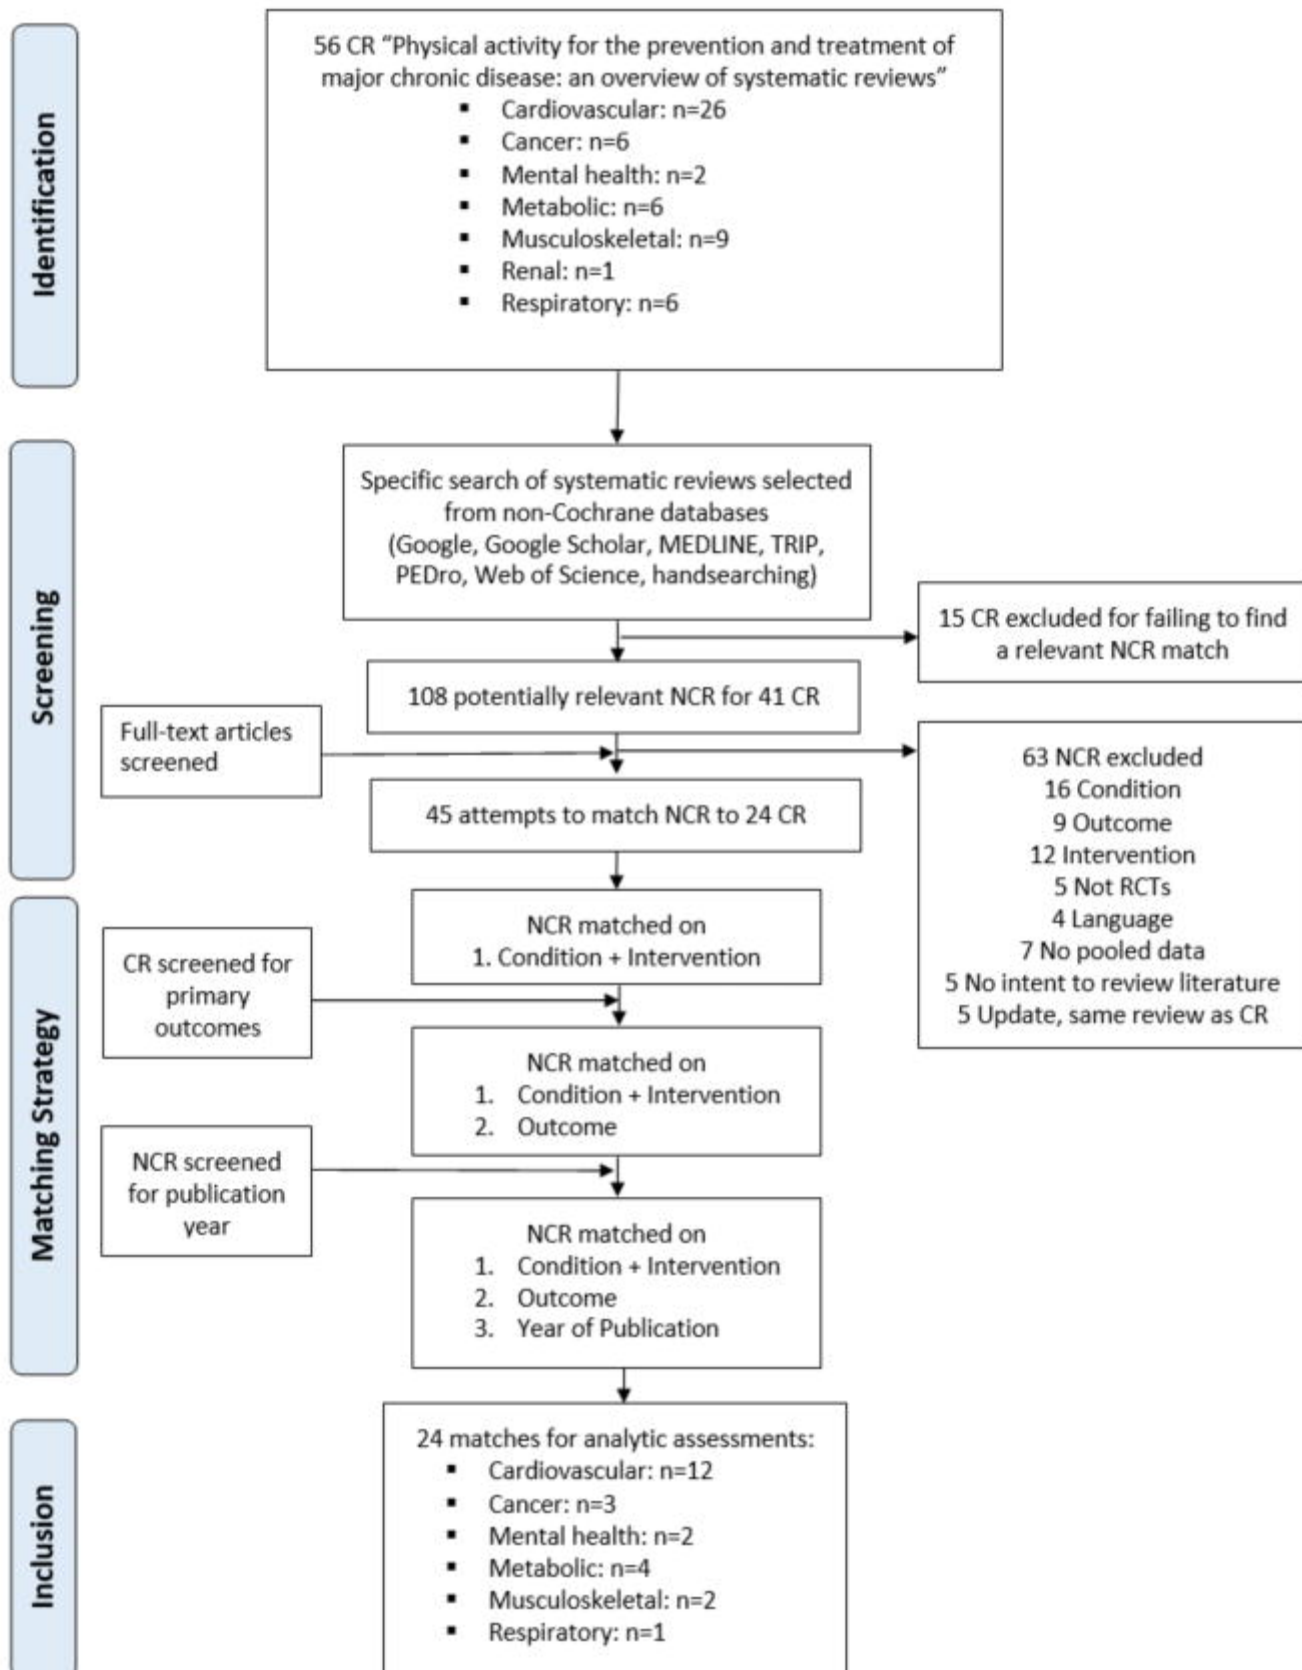 Identification
56 CR “Physical activity for the prevention and treatment of
major chronic disease: an overview of systematic reviews”
▪ Cardiovascular: n=26
▪ Cancer: n=6
▪ Mental health: n=2
▪ Metabolic: n=6
▪ Musculoskeletal: n=9
▪ Renal: n=1
▪ Respiratory: n=6
Screening
Specific search of systematic reviews selected
from non-Cochrane databases
(Google, Google Scholar, MEDLINE, TRIP,
PEDro, Web of Science, handsearching)
15 CR excluded for failing to find
a relevant NCR match
108 potentially relevant NCR for 41 CR
Full-text articles
screened
63 NCR excluded
16 Condition
9 Outcome
12 Intervention
5 Not RCTs
4 Language
7 No pooled data
5 No intent to review literature
5 Update, same review as CR
45 attempts to match NCR to 24 CR
Matching Strategy
NCR matched on
1. Condition + Intervention
CR screened for
primary
outcomes
NCR matched on
1. Condition + Intervention
2. Outcome
NCR screened
for publication
year
NCR matched on
1. Condition + Intervention
2. Outcome
3. Year of Publication
Inclusion
24 matches for analytic assessments:
▪ Cardiovascular: n=12
▪ Cancer: n=3
▪ Mental health: n=2
▪ Metabolic: n=4
▪ Musculoskeletal: n=2
▪ Respiratory: n=1